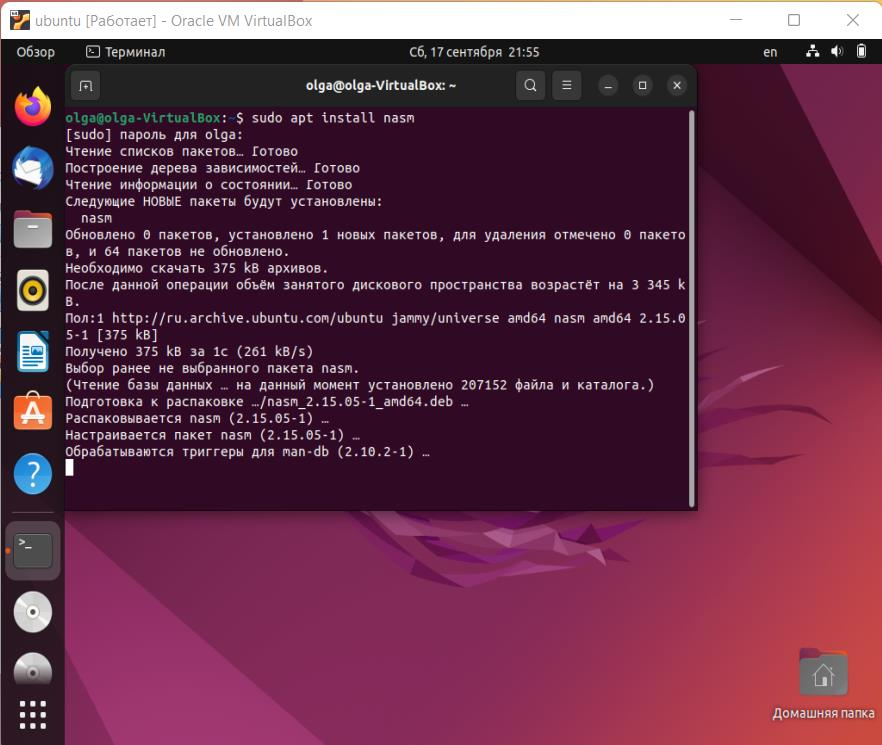 ubuntu [Работает] - Oracle VM VirtualBox
Обзор Терминал Сб, 17 сентября 21:55 en
olga@olga-VirtualBox: ~
olga@olga-VirtualBox:~$ sudo apt install nasm
[sudo] пароль для olga:
Чтение списков пакетов… Готово
Построение дерева зависимостей… Готово
Чтение информации о состоянии… Готово
Следующие НОВЫЕ пакеты будут установлены:
nasm
Обновлено 0 пакетов, установлено 1 новых пакетов, для удаления отмечено 0 пакето
в, и 64 пакетов не обновлено.
Необходимо скачать 375 kB архивов.
После данной операции объём занятого дискового пространства возрастёт на 3 345 k
B.
Пол:1 http://ru.archive.ubuntu.com/ubuntu jammy/universe amd64 nasm amd64 2.15.0
5-1 [375 kB]
Получено 375 kB за 1с (261 kB/s)
Выбор ранее не выбранного пакета nasm.
(Чтение базы данных … на данный момент установлено 207152 файла и каталога.)
Подготовка к распаковке …/nasm_2.15.05-1_amd64.deb …
Распаковывается nasm (2.15.05-1) …
Настраивается пакет nasm (2.15.05-1) …
Обрабатываются триггеры для man-db (2.10.2-1) …
Домашняя папка